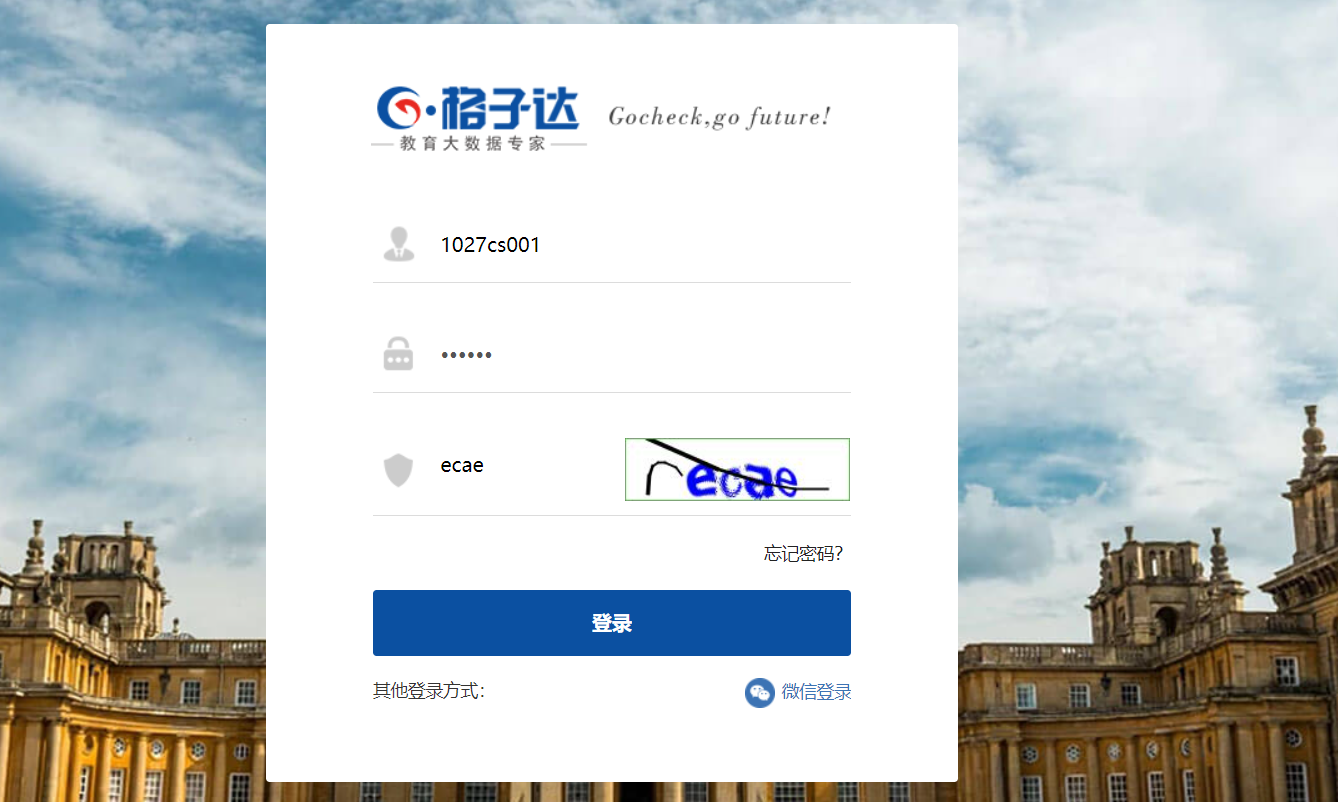 格子达
教育大数据专家
Gocheck,go future!
1027cs001
••••••
ecae
ecae
忘记密码?
登录
其他登录方式:
微信登录